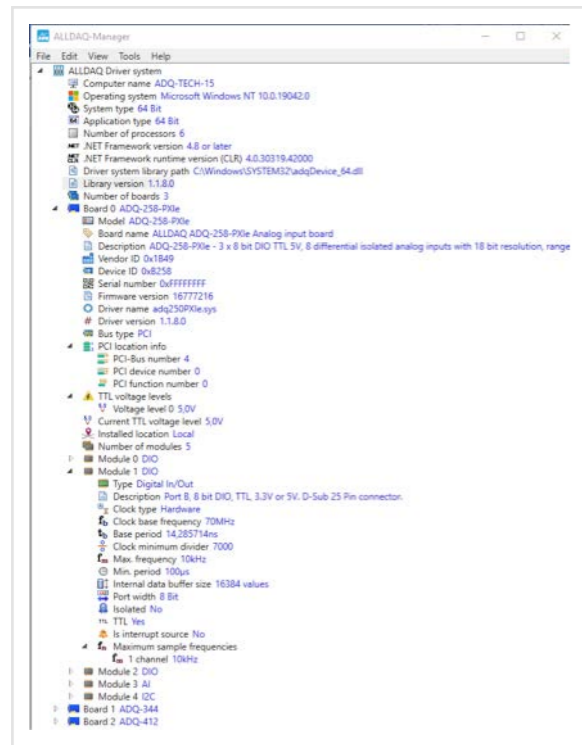 ALLDAQ-Manager
File Edit View Tools Help
ALLDAQ Driver system
Computer name ADQ-TECH-15
Operating system Microsoft Windows NT 10.0.19042.0
System type 64 Bit
Application type 64 Bit
Number of processors 6
.NET Framework version 4.8 or later
.NET Framework runtime version (CLR) 4.0.30319.42000
Driver system library path C:\Windows\SYSTEM32\adqDevice_64.dll
Library version 1.1.8.0
Number of boards 3
Board 0 ADQ-258-PXIe
Model ADQ-258-PXIe
Board name ALLDAQ ADQ-258-PXIe Analog input board
Description ADQ-258-PXIe - 3 x 8 bit DIO TTL 5V, 8 differential isolated analog inputs with 18 bit resolution, range
Vendor ID 0x1B49
Device ID 0xB258
Serial number 0xFFFFFFFF
Firmware version 16777216
Driver name adq250PXIe.sys
# Driver version 1.1.8.0
Bus type PCI
PCI location info
PCI-Bus number 4
PCI device number 0
PCI function number 0
TTL voltage levels
Voltage level 0 5,0V
Current TTL voltage level 5,0V
Installed location Local
Number of modules 5
Module 0 DIO
Module 1 DIO
Type Digital In/Out
Description Port B, 8 bit DIO, TTL, 3.3V or 5V. D-Sub 25 Pin connector.
Clock type Hardware
fb Clock base frequency 70MHz
tb Base period 14,285714ns
Clock minimum divider 7000
fm Max. frequency 10kHz
Min. period 100µs
Internal data buffer size 16384 values
Port width 8 Bit
Isolated No
TTL TTL Yes
Is interrupt source No
fm Maximum sample frequencies
fm 1 channel 10kHz
Module 2 DIO
Module 3 AI
Module 4 I2C
Board 1 ADQ-344
Board 2 ADQ-412